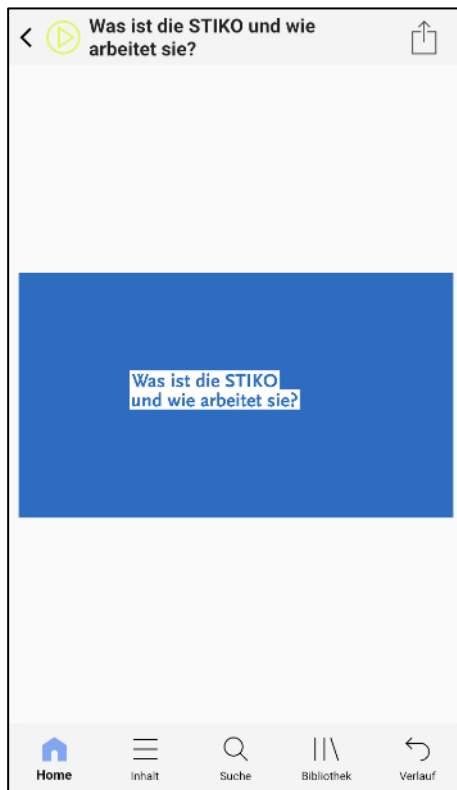 Was ist die STIKO und wie
arbeitet sie?
Was ist die STIKO
und wie arbeitet sie?
Home
Inhalt
Suche
Bibliothek
Verlauf